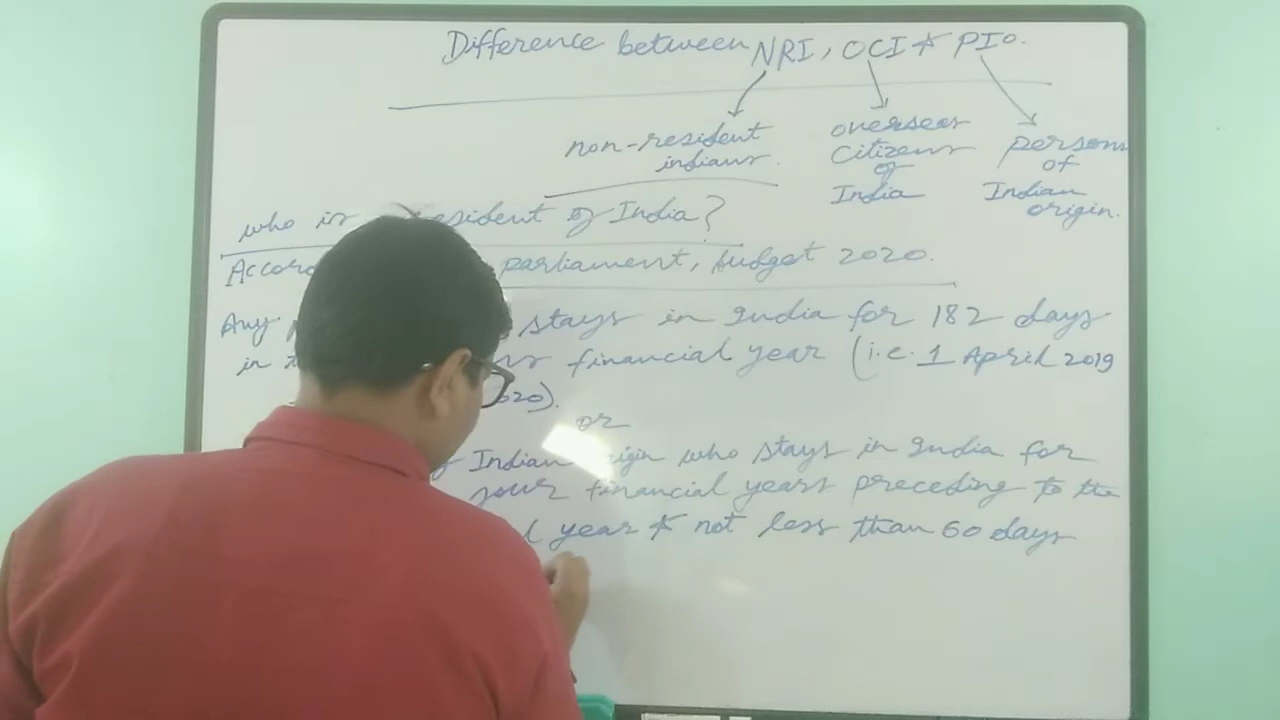 Difference between NRI, OCI & PIO.
non-resident overseas persons
indians. Citizens of
of Indian
India origin.
who is resident of India?
parliament, budget 2020.
Any stays in India for 182 days
in financial year (i.e. 1 April 2019
or
Indian who stays in India for
four financial years preceding to the
year & not less than 60 days